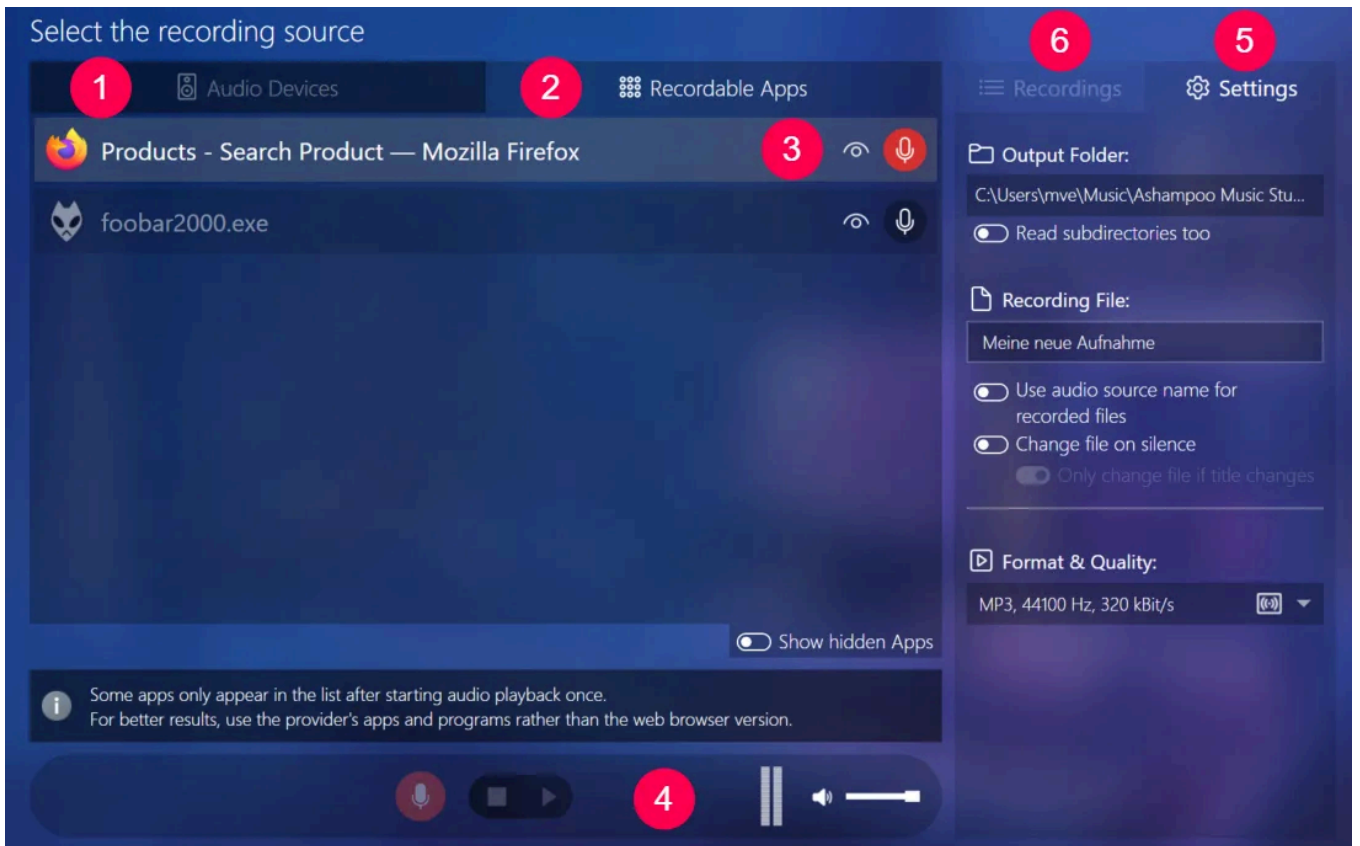 Select the recording source
6
5
1
Audio Devices
2
Recordable Apps
Recordings
Settings
Products - Search Product — Mozilla Firefox
3
foobar2000.exe
Output Folder:
C:\Users\mve\Music\Ashampoo Music Stu...
Read subdirectories too
Recording File:
Meine neue Aufnahme
Use audio source name for
recorded files
Change file on silence
Only change file if title changes
Format & Quality:
MP3, 44100 Hz, 320 kBit/s
Show hidden Apps
Some apps only appear in the list after starting audio playback once.
For better results, use the provider's apps and programs rather than the web browser version.
4